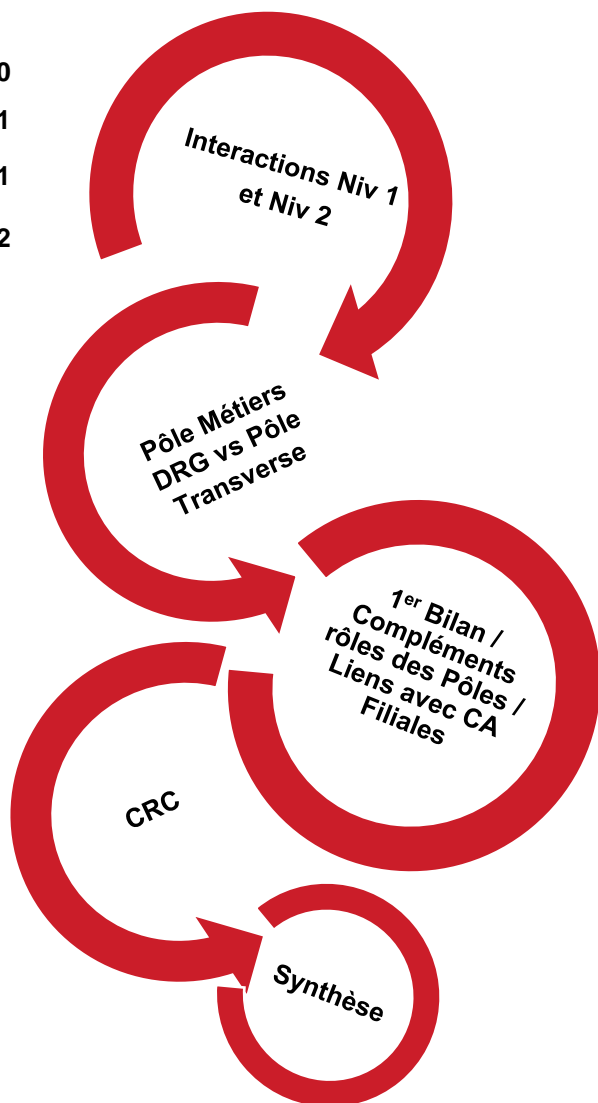 0
1
1
2
Interactions Niv 1
et Niv 2
Pôle Métiers
DRG vs Pôle
Transverse
1er Bilan /
Compléments
rôles des Pôles /
Liens avec CA
Filiales
CRC
Synthèse